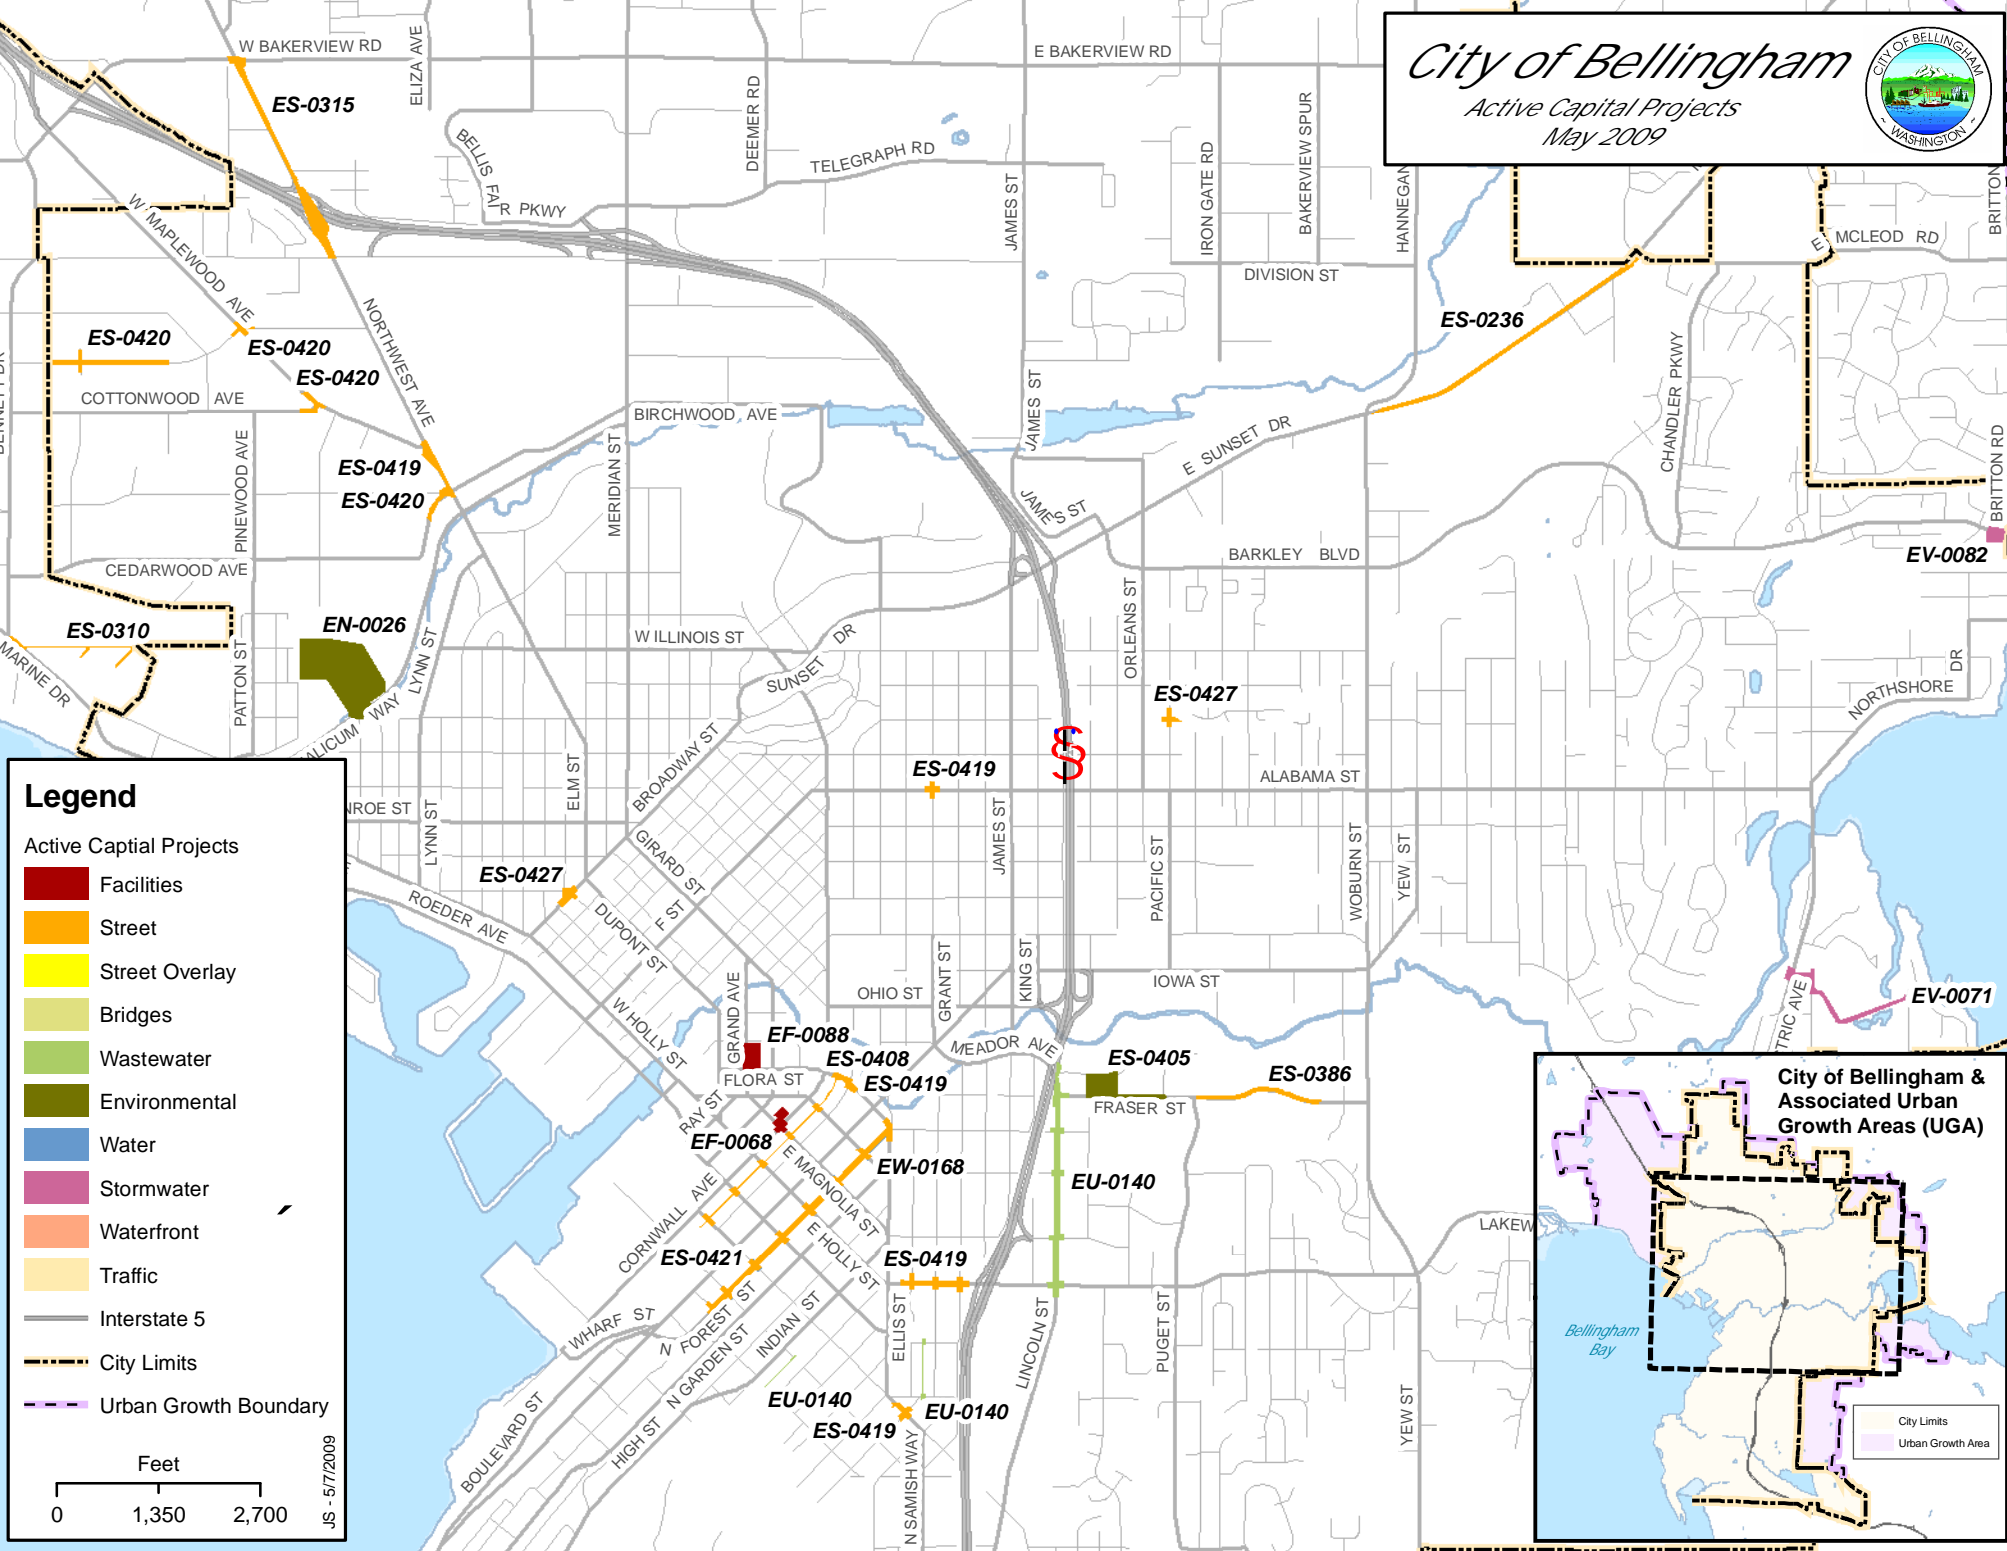 City of Bellingham
Active Capital Projects
May 2009
CITY OF BELLINGHAM
~ WASHINGTON ~
W BAKERVIEW RD
ELIZA AVE
E BAKERVIEW RD
ES-0315
BELLIS FAIR PKWY
DEEMER RD
TELEGRAPH RD
JAMES ST
IRON GATE RD
BAKERVIEW SPUR
HANNEGAN
BRITTON
W MAPLEWOOD AVE
E MCLEOD RD
DIVISION ST
NORTHWEST AVE
ES-0236
ES-0420
ES-0420
ES-0420
COTTONWOOD AVE
BIRCHWOOD AVE
JAMES ST
CHANDLER PKWY
E SUNSET DR
PINEWOOD AVE
MERIDIAN ST
BRITTON RD
ES-0419
ES-0420
JAMES ST
CEDARWOOD AVE
BARKLEY BLVD
EV-0082
ES-0310
EN-0026
MARINE DR
PATTON ST
LYNN ST
W ILLINOIS ST
SUNSET DR
ORLEANS ST
ES-0427
NORTHSHORE DR
WAY
BROADWAY ST
ELM ST
ES-0419
ALABAMA ST
§
NROE ST
LYNN ST
GIRARD ST
JAMES ST
PACIFIC ST
WOBURN ST
YEW ST
ES-0427
F ST
DUPONT ST
ROEDER AVE
GRAND AVE
OHIO ST
GRANT ST
KING ST
IOWA ST
W HOLLY ST
EV-0071
TRIC AVE
EF-0088
ES-0408
ES-0419
MEADOR AVE
ES-0405
ES-0386
FLORA ST
FRASER ST
RAY ST
EF-0068
E MAGNOLIA ST
EW-0168
EU-0140
CORNWALL AVE
ES-0421
E HOLLY ST
ES-0419
LAKEW
WHARF ST
N FOREST ST
N GARDEN ST
INDIAN ST
ELLIS ST
LINCOLN ST
PUGET ST
EU-0140
ES-0419
EU-0140
BOULEVARD ST
HIGH ST
N SAMISH WAY
YEW ST
Legend
Active Captial Projects
Facilities
Street
Street Overlay
Bridges
Wastewater
Environmental
Water
Stormwater
Waterfront
Traffic
Interstate 5
City Limits
Urban Growth Boundary
Feet
0 1,350 2,700
JS - 5/7/2009
City of Bellingham &
Associated Urban
Growth Areas (UGA)
Bellingham
Bay
City Limits
Urban Growth Area